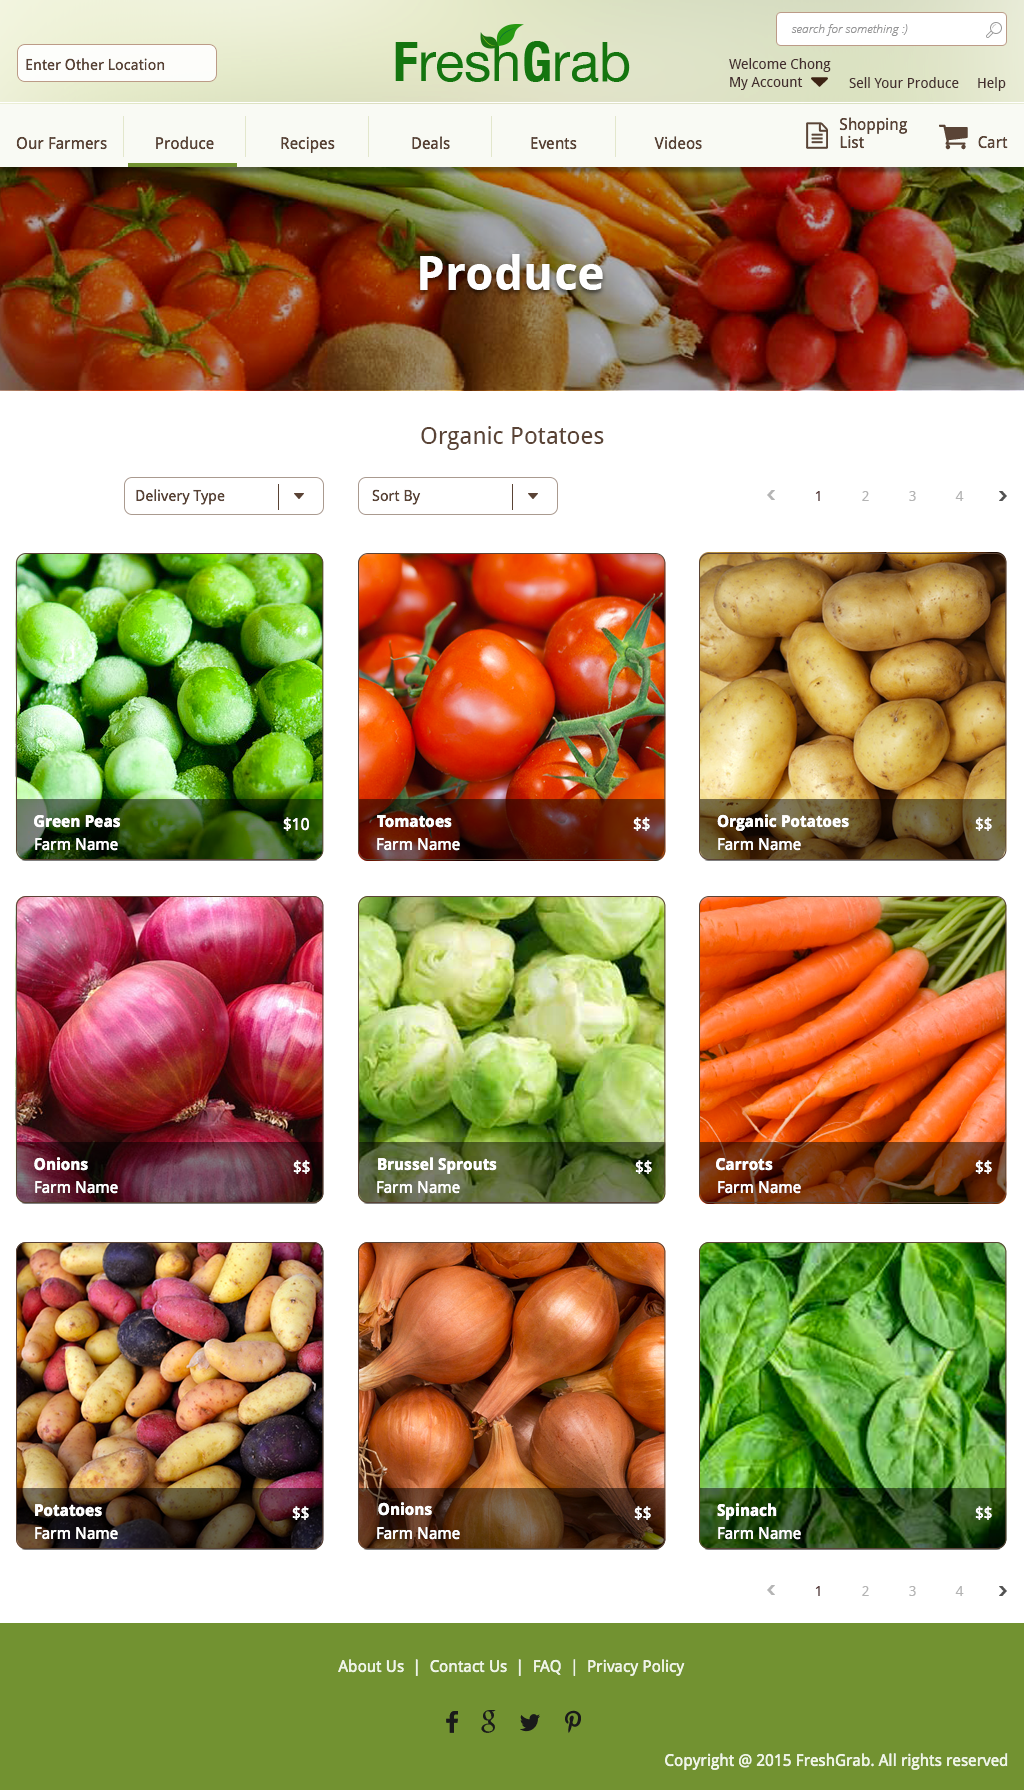 search for something :)
Enter Other Location
FreshGrab
Welcome Chong
My Account
Sell Your Produce
Help
Our Farmers
Produce
Recipes
Deals
Events
Videos
Shopping
List
Cart
Produce
Organic Potatoes
Delivery Type
Sort By
< 1 2 3 4 >
Green Peas
$10
Farm Name
Tomatoes
$$
Farm Name
Organic Potatoes
$$
Farm Name
Onions
$$
Farm Name
Brussel Sprouts
$$
Farm Name
Carrots
$$
Farm Name
Potatoes
$$
Farm Name
Onions
$$
Farm Name
Spinach
$$
Farm Name
< 1 2 3 4 >
About Us | Contact Us | FAQ | Privacy Policy
Copyright @ 2015 FreshGrab. All rights reserved